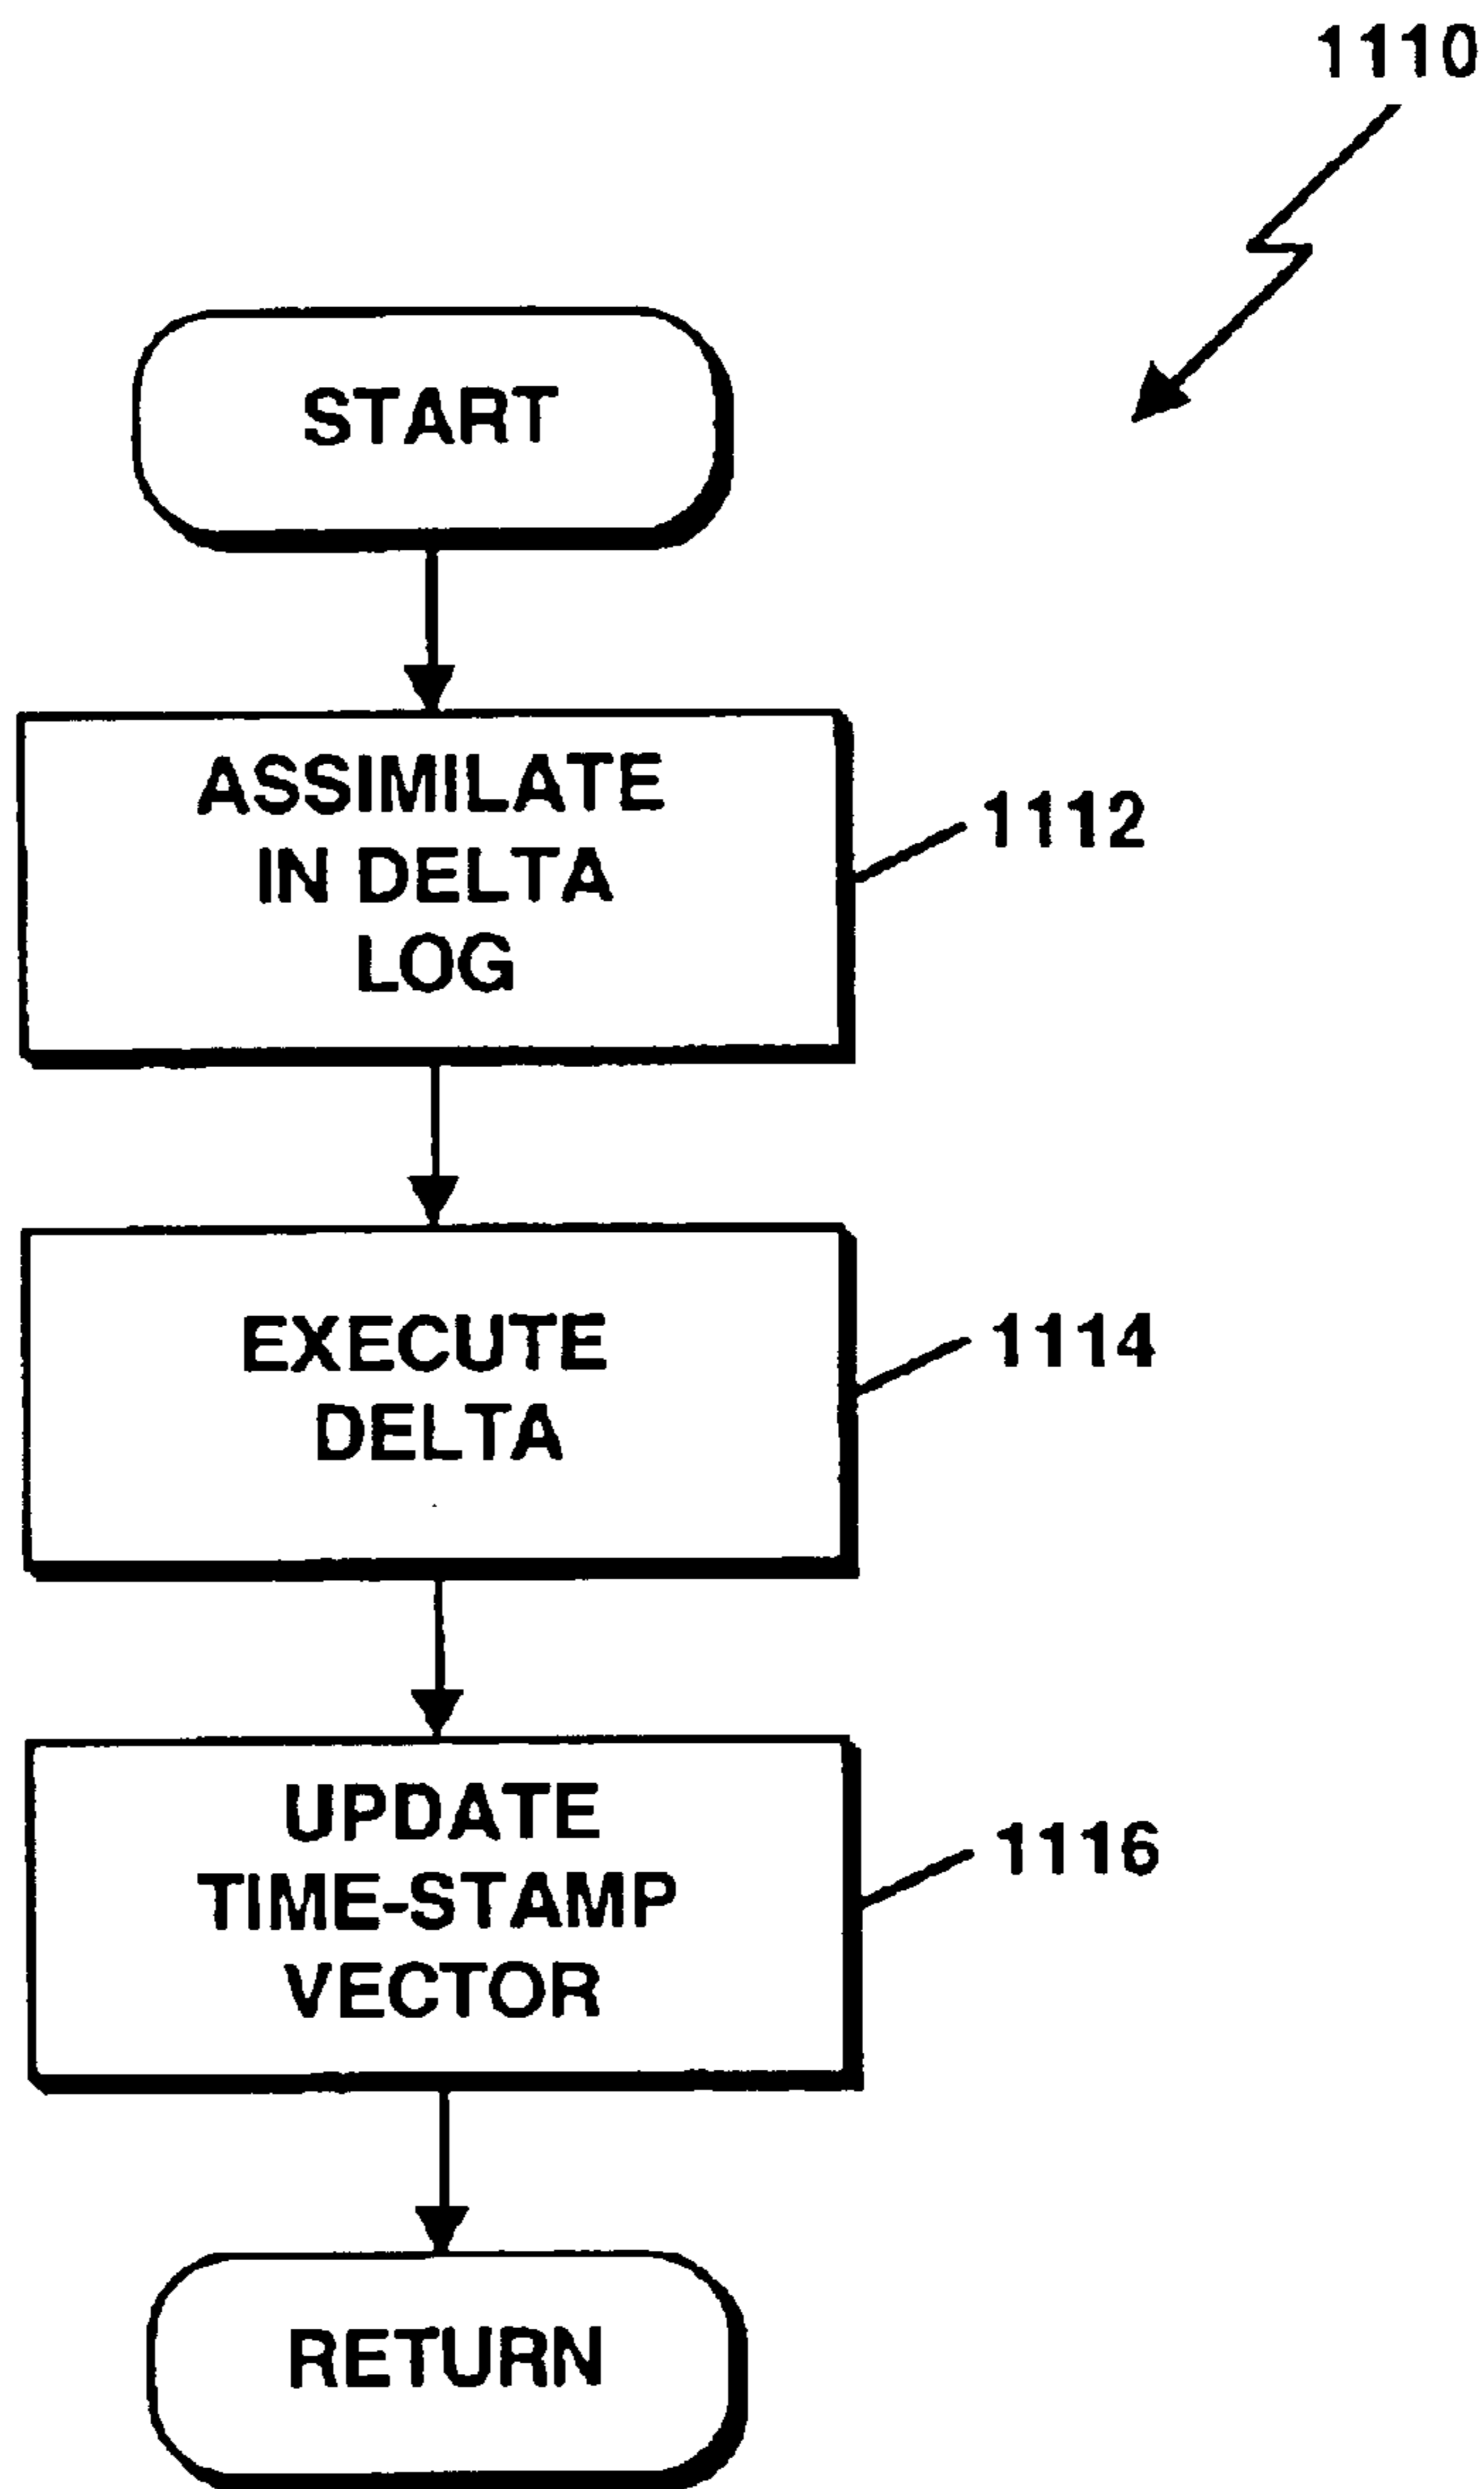 1110
START
ASSIMILATE
IN DELTA
LOG
1112
EXECUTE
DELTA
1114
UPDATE
TIME-STAMP
VECTOR
1116
RETURN